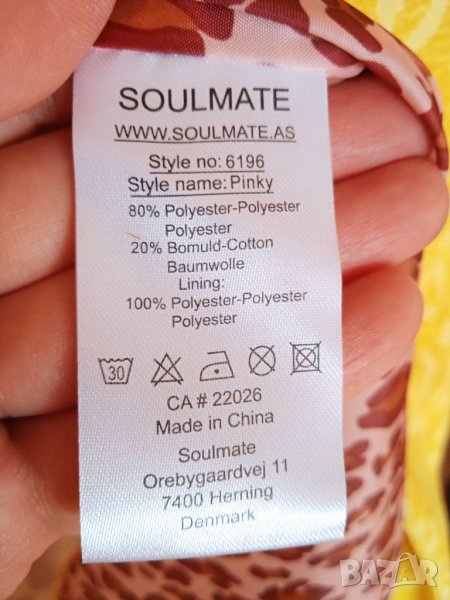 SOULMATE
WWW.SOULMATE.AS
Style no: 6196
Style name: Pinky
80% Polyester-Polyester
Polyester
20% Bomuld-Cotton
Baumwolle
Lining:
100% Polyester-Polyester
Polyester
30
CA # 22026
Made in China
Soulmate
Orebygaardvej 11
7400 Herning
Denmark
BAZAR